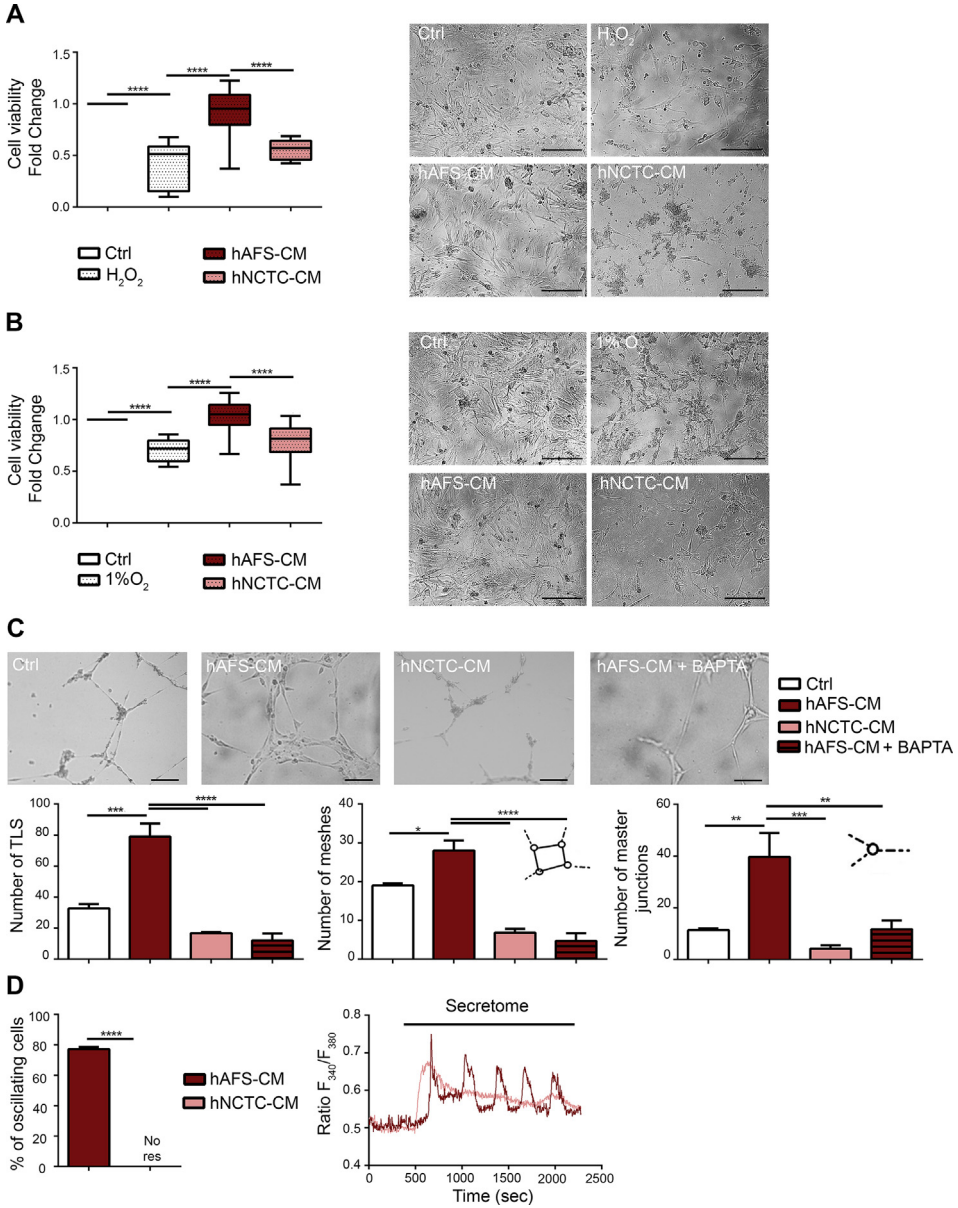 A
Cell viability
Fold Change
1.5
1.0
0.5
0.0
****
****
****
Ctrl
H2O2
hAFS-CM
hNCTC-CM
Ctrl
H2O2
hAFS-CM
hNCTC-CM
B
Cell viability
Fold Chgange
1.5
1.0
0.5
0.0
****
****
****
Ctrl
1%O2
hAFS-CM
hNCTC-CM
Ctrl
1% O2
hAFS-CM
hNCTC-CM
C
Ctrl
hAFS-CM
hNCTC-CM
hAFS-CM + BAPTA
Ctrl
hAFS-CM
hNCTC-CM
hAFS-CM + BAPTA
Number of TLS
100
80
60
40
20
0
***
****
Number of meshes
40
30
20
10
0
*
****
Number of master
junctions
60
40
20
0
**
***
**
D
% of oscillating cells
100
80
60
40
20
0
****
No
res
hAFS-CM
hNCTC-CM
Secretome
Ratio F340/F380
0.8
0.7
0.6
0.5
0.4
0
500
1000
1500
2000
2500
Time (sec)